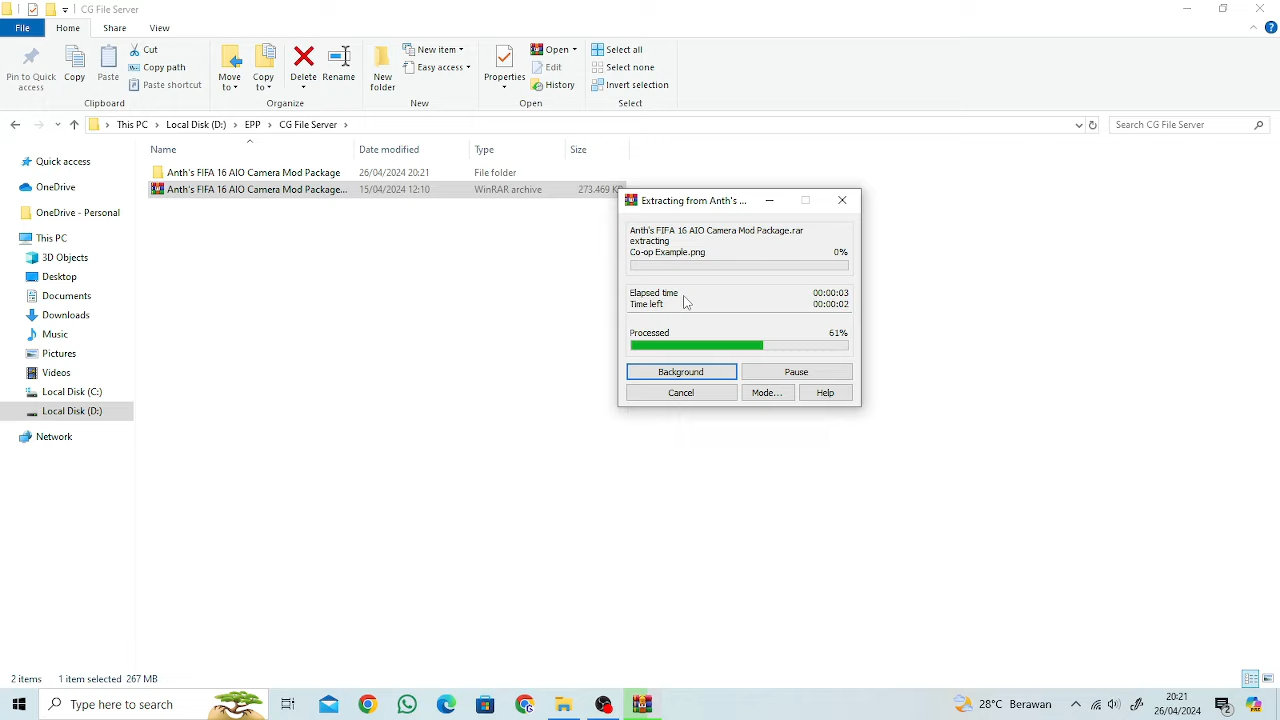 CG File Server
File Home Share View
Pin to Quick access
Copy
Paste
Cut
Copy path
Paste shortcut
Clipboard
Move to
Copy to
Delete
Rename
Organize
New folder
New item
Easy access
New
Properties
Open
Edit
History
Open
Select all
Select none
Invert selection
Select
This PC > Local Disk (D:) > EPP > CG File Server >
Search CG File Server
Name Date modified Type Size
Anth's FIFA 16 AIO Camera Mod Package 26/04/2024 20:21 File folder
Anth's FIFA 16 AIO Camera Mod Package... 15/04/2024 12:10 WinRAR archive 273.469 K
Quick access
OneDrive
OneDrive - Personal
This PC
3D Objects
Desktop
Documents
Downloads
Music
Pictures
Videos
Local Disk (C:)
Local Disk (D:)
Network
Extracting from Anth's ...
Anth's FIFA 16 AIO Camera Mod Package.rar
extracting
Co-op Example.png 0%
Elapsed time 00:00:03
Time left 00:00:02
Processed 61%
Background Pause
Cancel Mode... Help
2 items 1 item selected 267 MB
Type here to search
28°C Berawan
20:21
26/04/2024
2